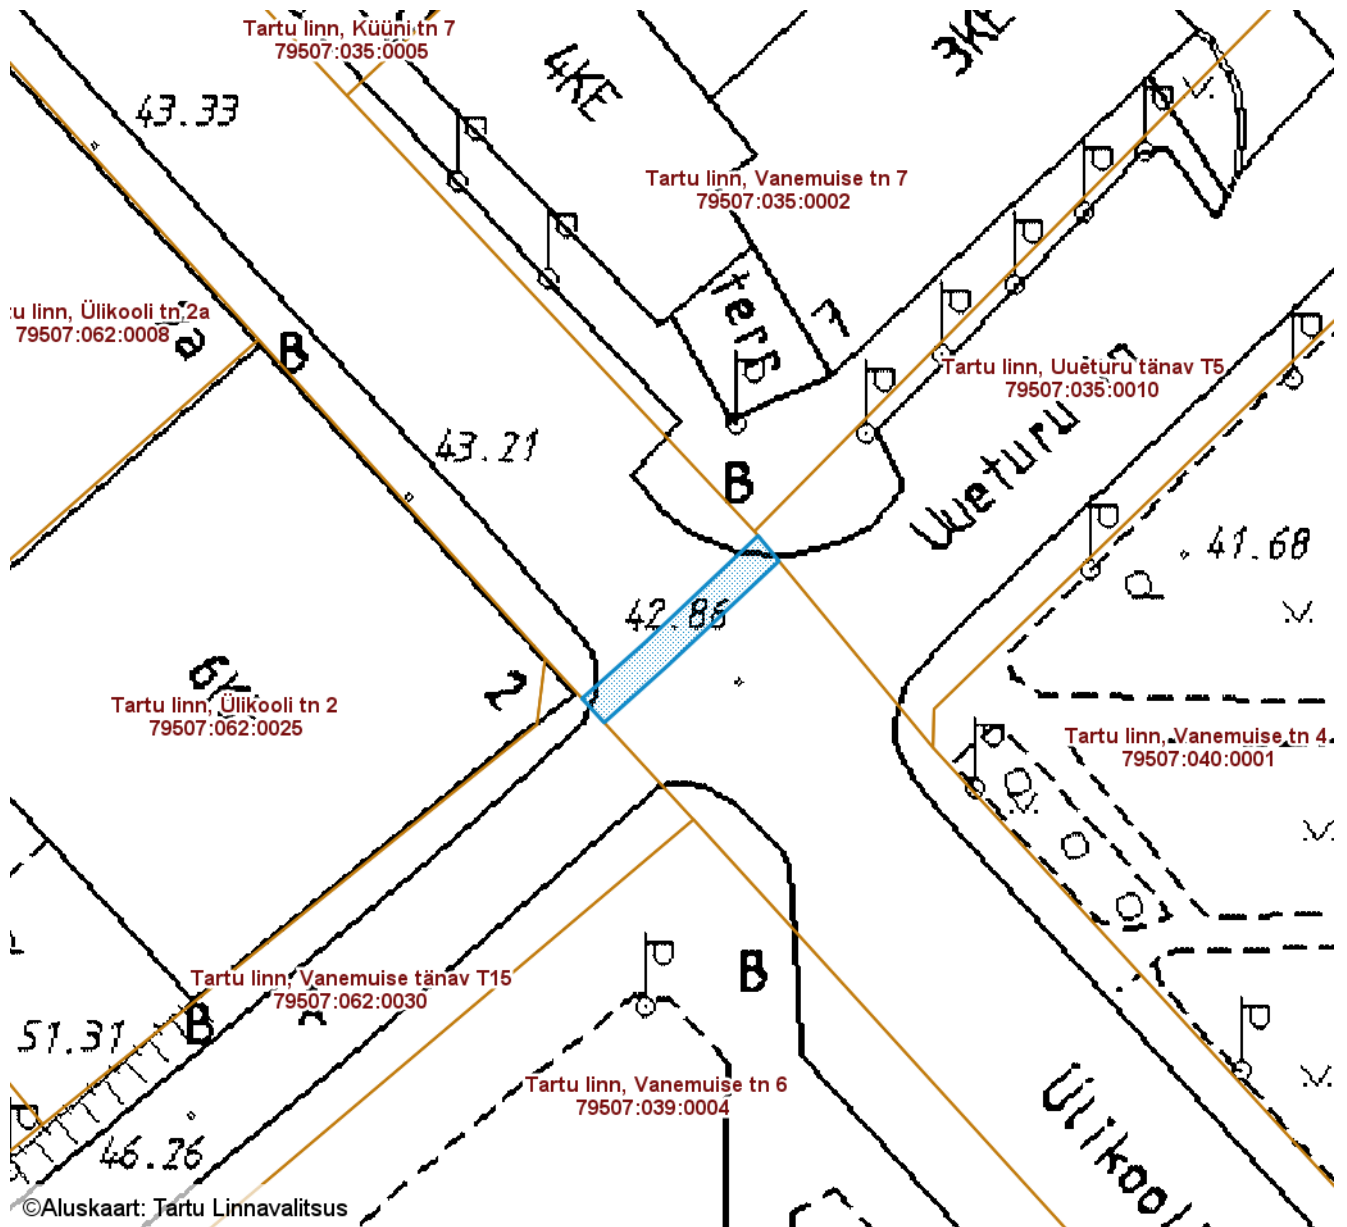 Tartu linn, Küüni tn 7
79507:035:0005
4KE
3KE
43.33
Tartu linn, Vanemuise tn 7
79507:035:0002
terr
7
zu linn, Ülikooli tn 2a
79507:062:0008
a
B
Tartu linn, Uueturu tänav T5
79507:035:0010
43.21
B
Uueturu
41.68
42.86
6K
2
Tartu linn, Ülikooli tn 2
79507:062:0025
Tartu linn, Vanemuise tn 4
79507:040:0001
B
Tartu linn, Vanemuise tänav T15
79507:062:0030
B
51.31
Tartu linn, Vanemuise tn 6
79507:039:0004
Ülikooli
46.26
©Aluskaart: Tartu Linnavalitsus